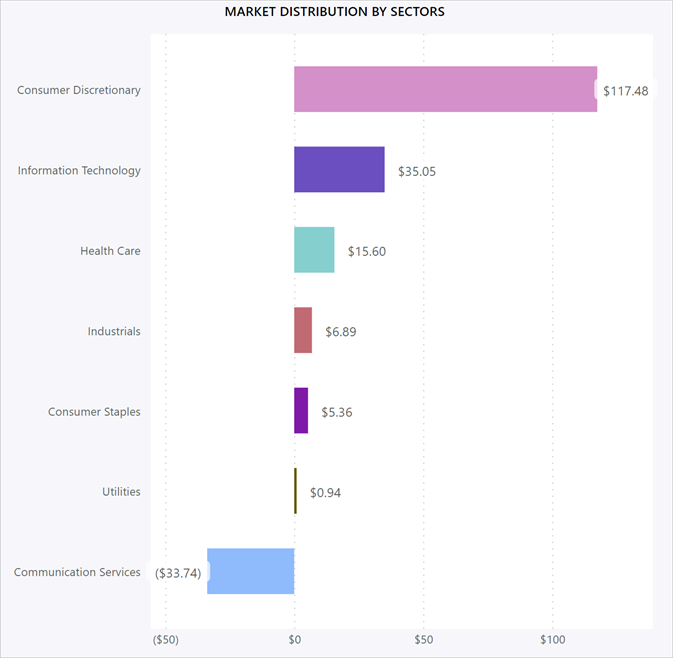 MARKET DISTRIBUTION BY SECTORS
Consumer Discretionary $117.48
Information Technology $35.05
Health Care $15.60
Industrials $6.89
Consumer Staples $5.36
Utilities $0.94
Communication Services ($33.74)
($50) $0 $50 $100